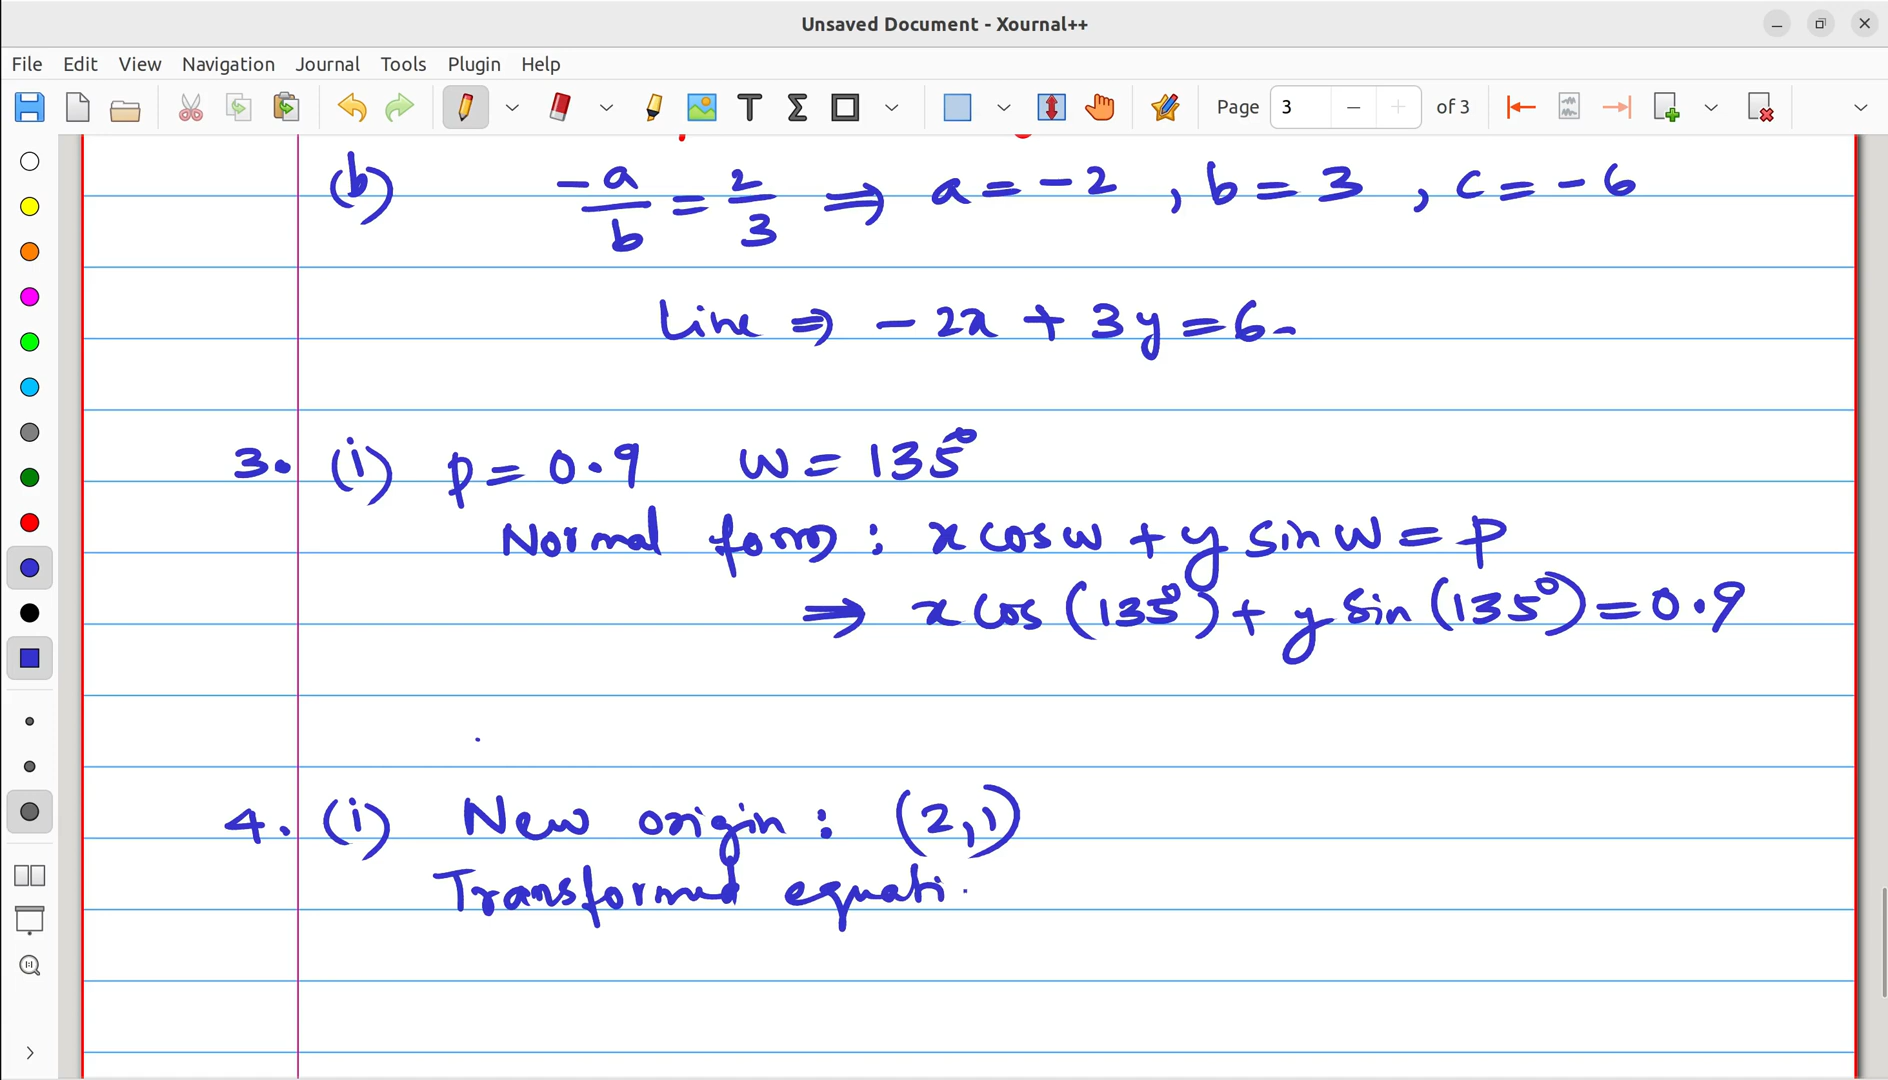 Unsaved Document - Xournal++
File Edit View Navigation Journal Tools Plugin Help
Page 3 of 3
(b) -a/b = 2/3 ⇒ a = -2 , b = 3 , c = -6
Line ⇒ -2x + 3y = 6-
3. (i) p = 0.9 w = 135°
Normal form : x cos w + y sin w = p
⇒ x cos (135°) + y sin (135°) = 0.9
4. (i) New origin : (2,1)
Transformed equati